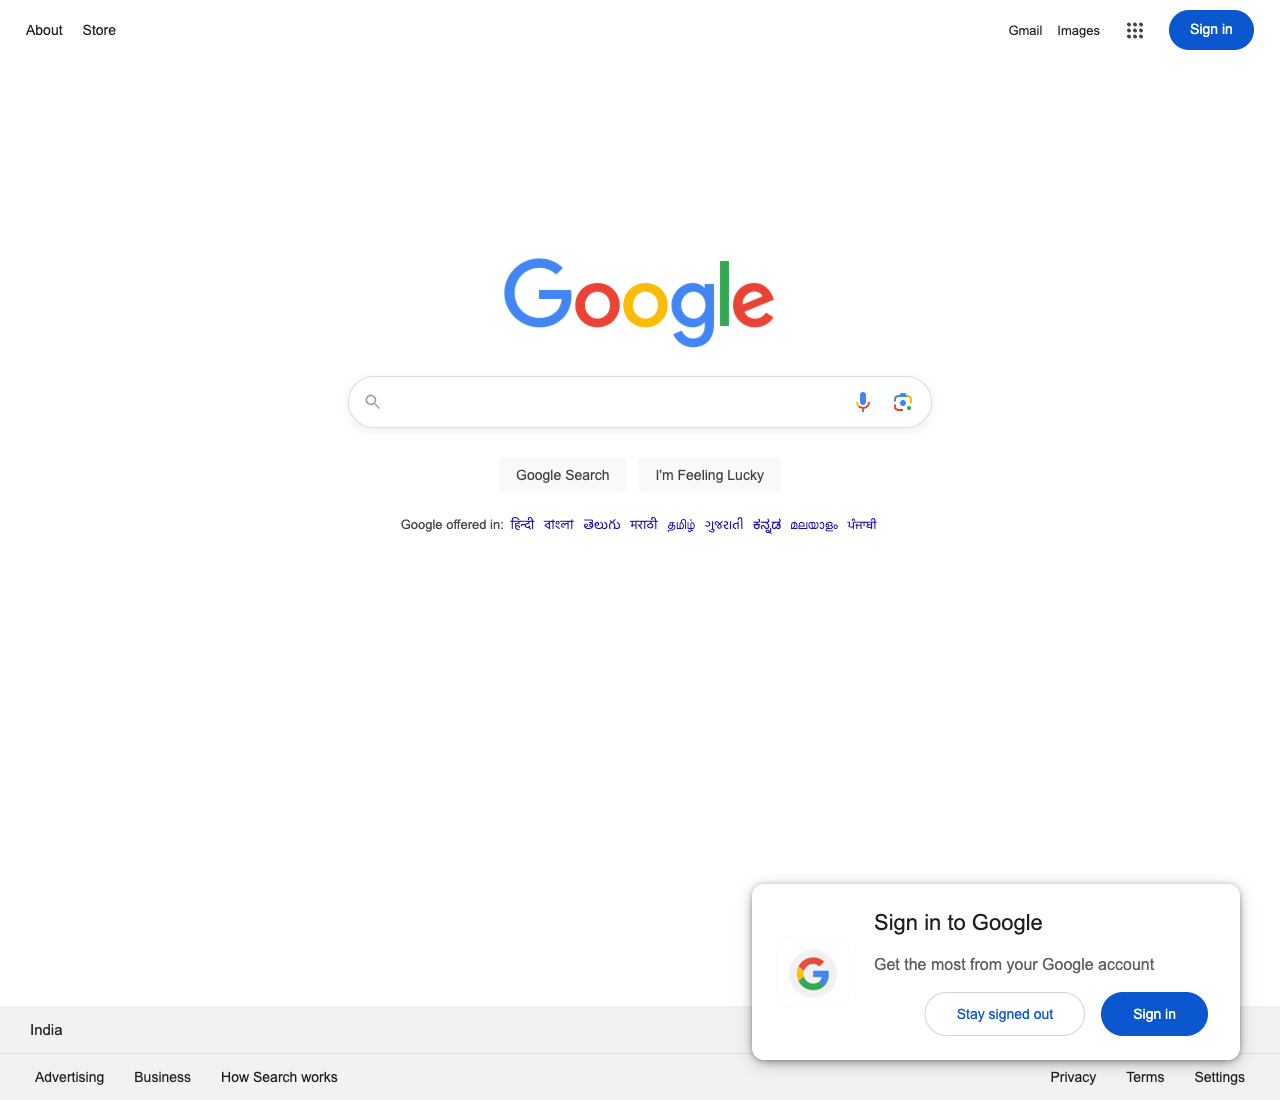 About Store Gmail Images Sign in
Google
Google Search I'm Feeling Lucky
Google offered in: हिन्दी বাংলা తెలుగు मराठी தமிழ் ગુજરાતી ಕನ್ನಡ മലയാളം ਪੰਜਾਬੀ
Sign in to Google
Get the most from your Google account
Stay signed out Sign in
India
Advertising Business How Search works Privacy Terms Settings